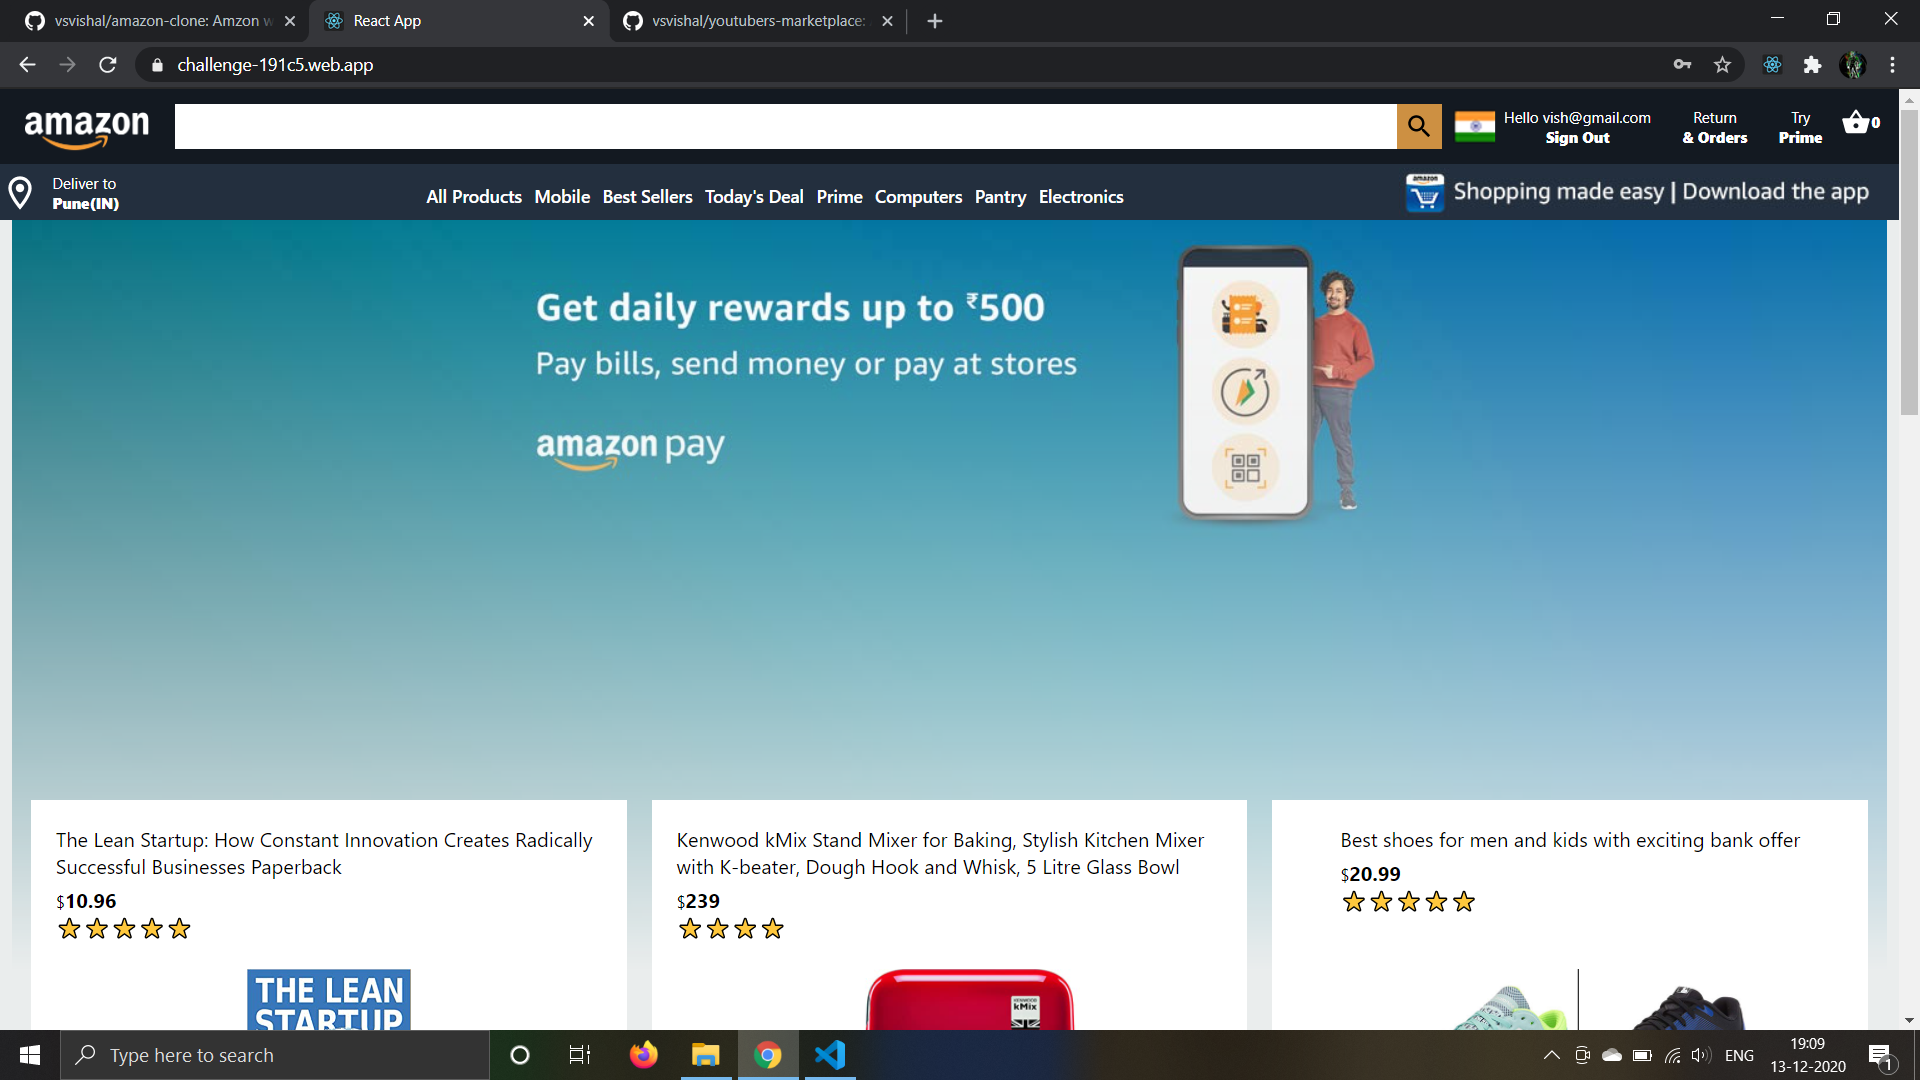 vsvishal/amazon-clone: Amzon w
React App
vsvishal/youtubers-marketplace:
challenge-191c5.web.app
amazon
Hello vish@gmail.com
Sign Out
Return
& Orders
Try
Prime
0
Deliver to
Pune(IN)
All Products Mobile Best Sellers Today's Deal Prime Computers Pantry Electronics
amazon
Shopping made easy | Download the app
Get daily rewards up to ₹500
Pay bills, send money or pay at stores
amazon pay
The Lean Startup: How Constant Innovation Creates Radically
Successful Businesses Paperback
$10.96
Kenwood kMix Stand Mixer for Baking, Stylish Kitchen Mixer
with K-beater, Dough Hook and Whisk, 5 Litre Glass Bowl
$239
Best shoes for men and kids with exciting bank offer
$20.99
THE LEAN
STARTUP
KENWOOD
kMix
Type here to search
ENG
19:09
13-12-2020
1